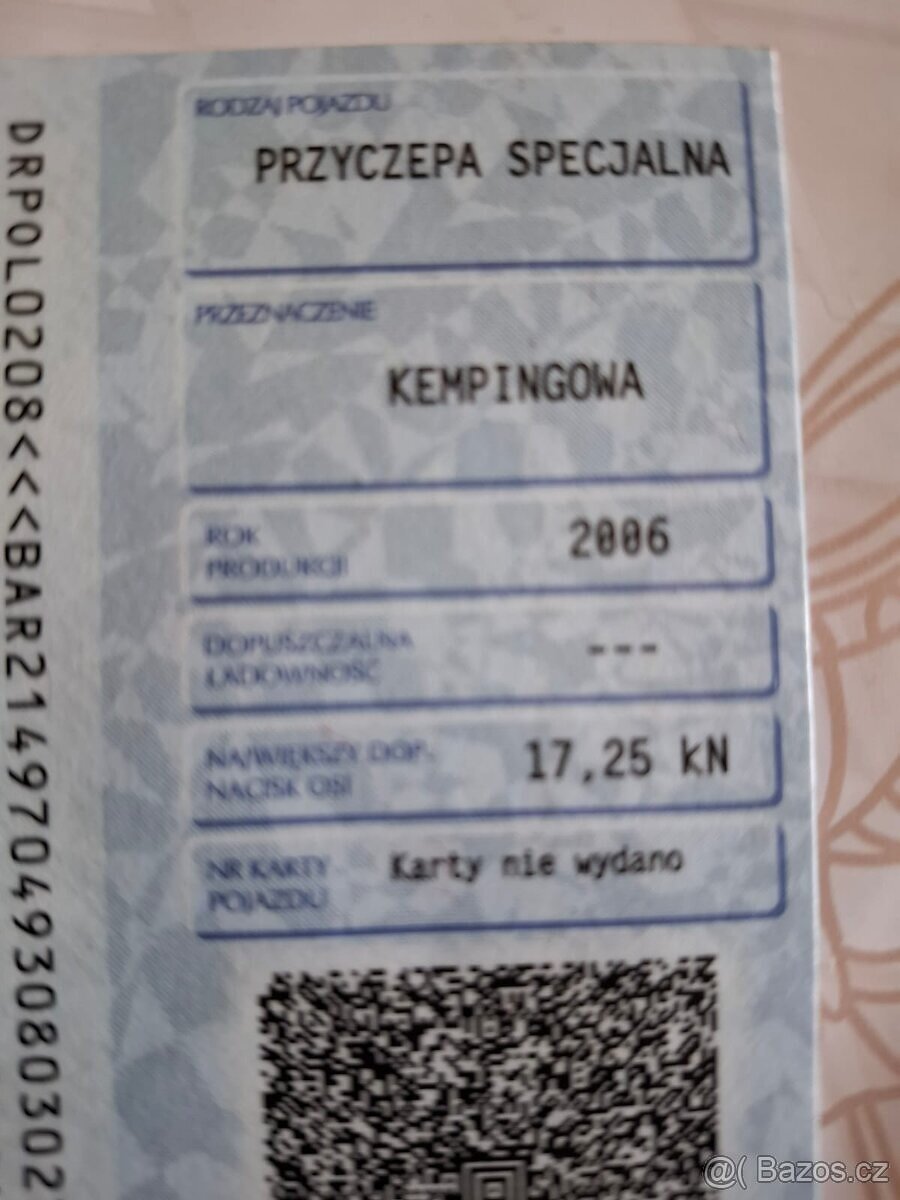 RODZAJ POJAZDU
PRZYCZEPA SPECJALNA
PRZEZNACZENIE
KEMPINGOWA
ROK
PRODUKCJI
2006
DOPUSZCZALNA
ŁADOWNOŚĆ
---
NAJWIĘKSZY DOP.
NACISK OSI
17,25 kN
NR KARTY
POJAZDU
Karty nie wydano
DRPOL0208<<<BAR214970493080302
@( Bazos.cz